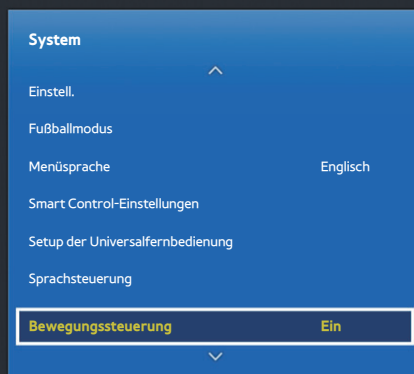 System
Einstell.
Fußballmodus
Menüsprache Englisch
Smart Control-Einstellungen
Setup der Universalfernbedienung
Sprachsteuerung
Bewegungssteuerung Ein